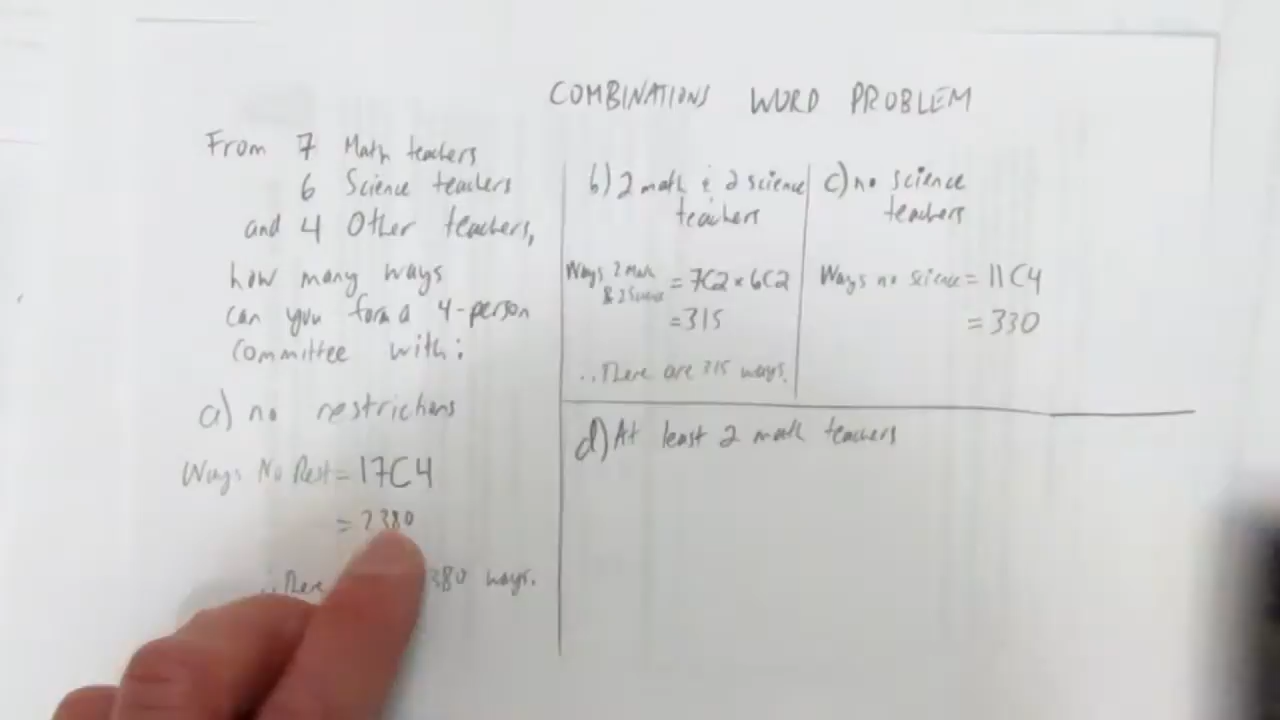 COMBINATIONS WORD PROBLEM
From 7 Math teachers
6 Science teachers
and 4 Other teachers,
how many ways
can you form a 4-person
committee with:
a) no restrictions
Ways No Rest = 17C4
= 2380
∴ There 380 ways.
b) 2 math & 2 science
teachers
Ways 2 Math
& 2 Science = 7C2 × 6C2
= 315
∴ There are 315 ways.
c) no science
teachers
Ways no science = 11C4
= 330
d) At least 2 math teachers